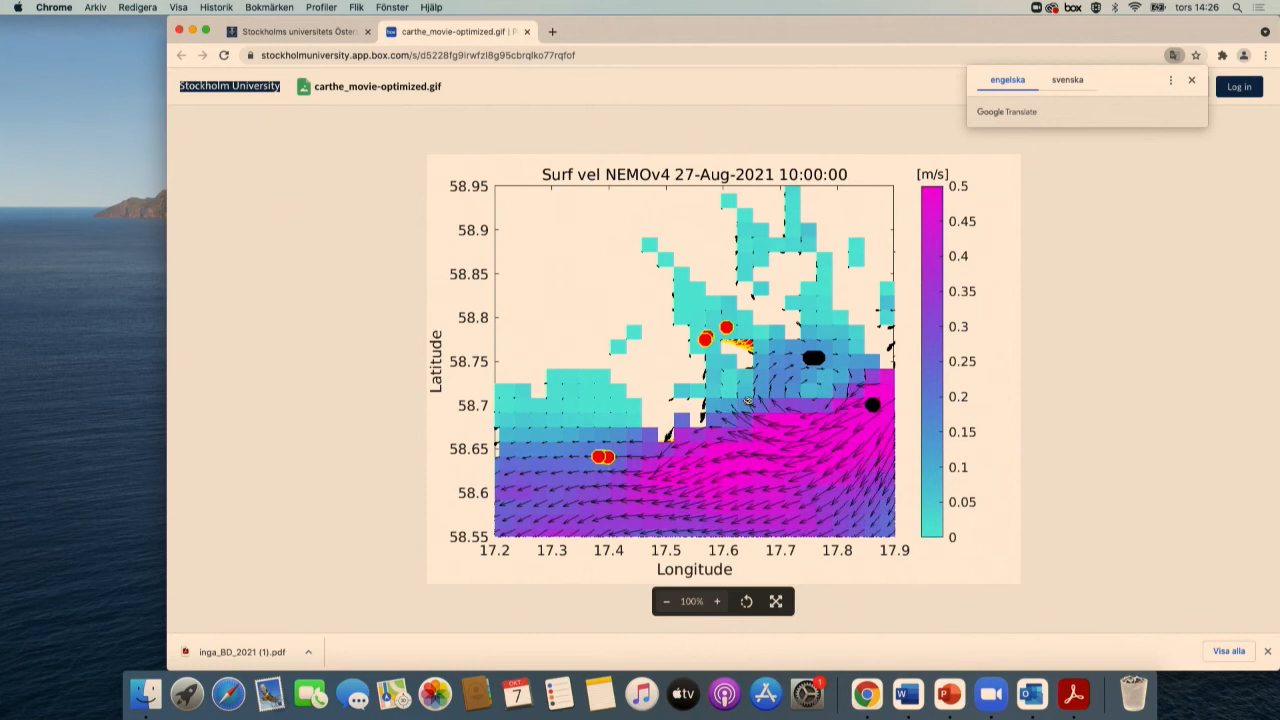 Chrome Arkiv Redigera Visa Historik Bokmärken Profiler Flik Fönster Hjälp box tors 14:26
Stockholms universitets Öster carthe_movie-optimized.gif | P
stockholmuniversity.app.box.com/s/d5228fg9irwfzl8g95cbrqlko77rqfof
Stockholm University carthe_movie-optimized.gif Log in
engelska svenska
Google Translate
Surf vel NEMOv4 27-Aug-2021 10:00:00
[m/s]
58.95
58.9
58.85
58.8
58.75
58.7
58.65
58.6
58.55
Latitude
17.2 17.3 17.4 17.5 17.6 17.7 17.8 17.9
Longitude
0.5
0.45
0.4
0.35
0.3
0.25
0.2
0.15
0.1
0.05
0
100%
inga_BD_2021 (1).pdf Visa alla
OKT.
7
tv
1